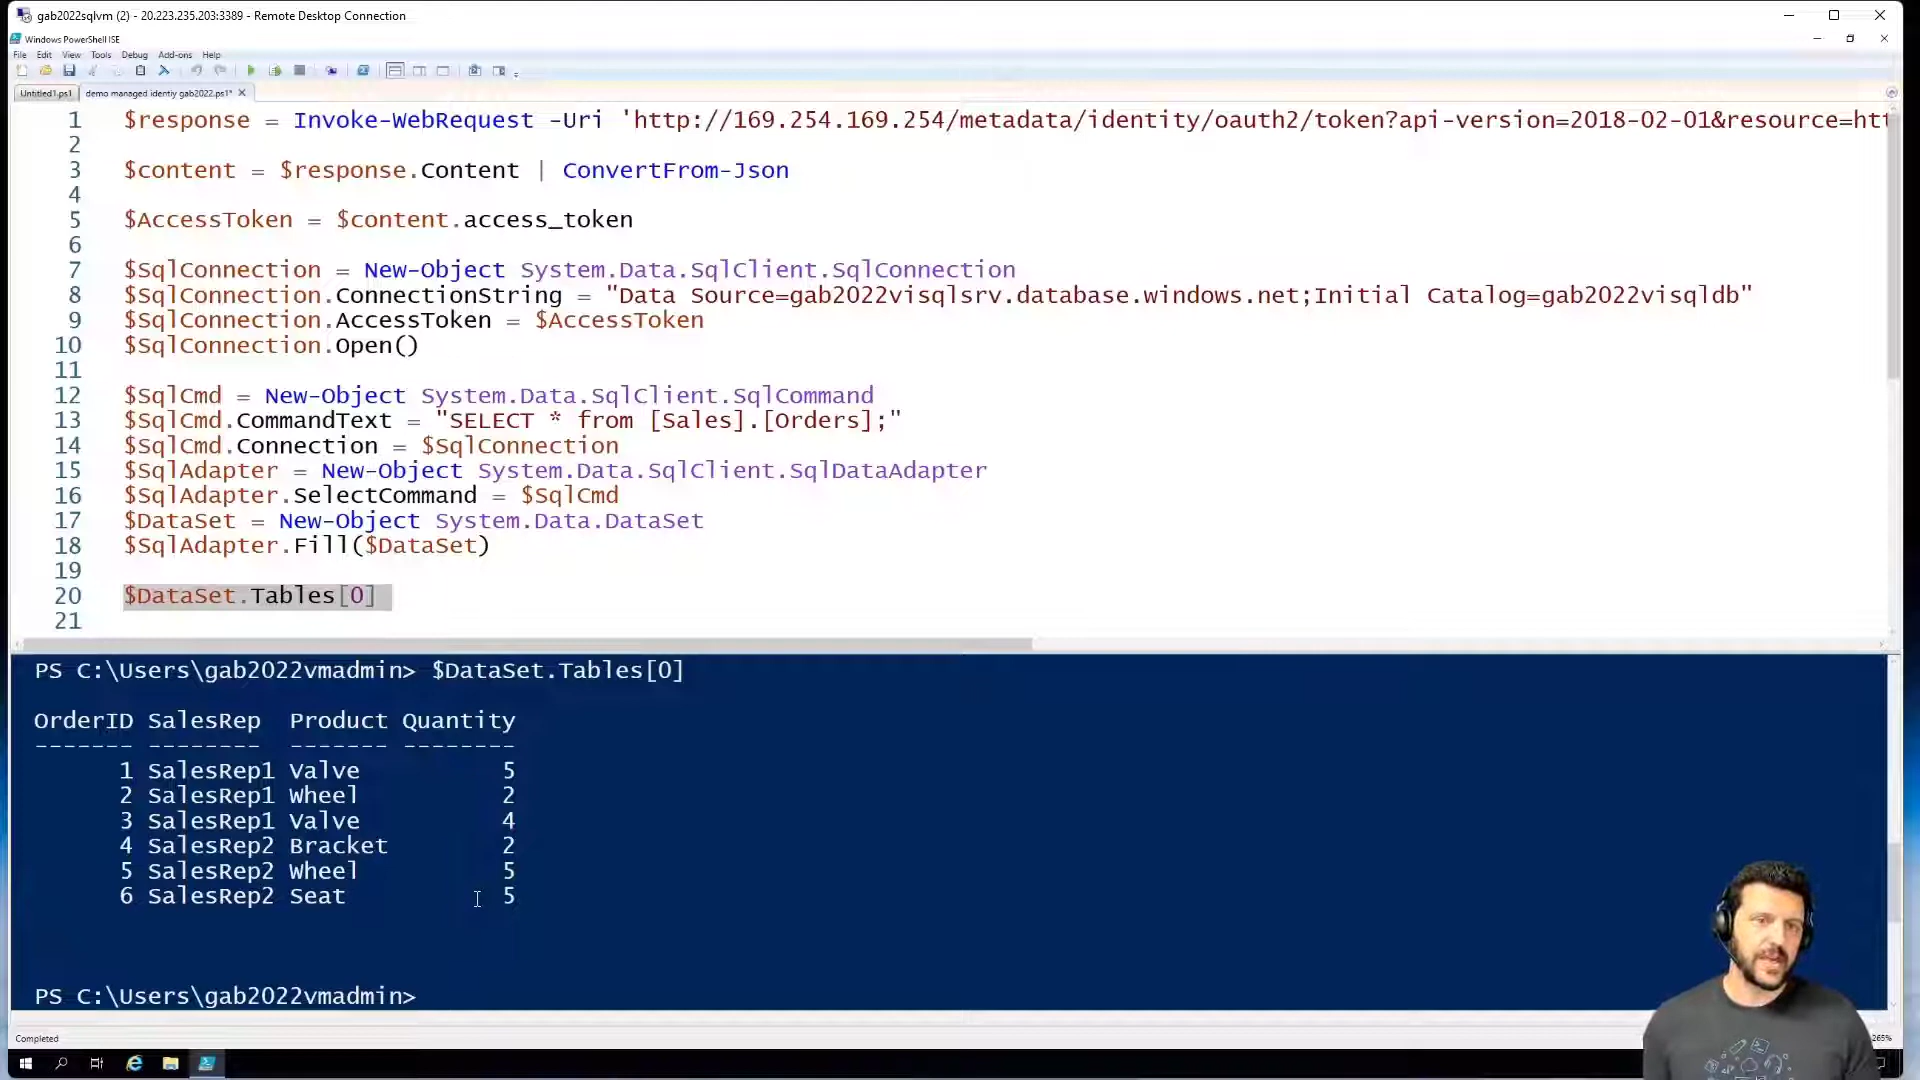 gab2022sqlvm (2) - 20.223.235.203:3389 - Remote Desktop Connection
Windows PowerShell ISE
File Edit View Tools Debug Add-ons Help
Untitled1.ps1 demo managed identiy gab2022.ps1*
1 $response = Invoke-WebRequest -Uri 'http://169.254.169.254/metadata/identity/oauth2/token?api-version=2018-02-01&resource=htt
2
3 $content = $response.Content | ConvertFrom-Json
4
5 $AccessToken = $content.access_token
6
7 $SqlConnection = New-Object System.Data.SqlClient.SqlConnection
8 $SqlConnection.ConnectionString = "Data Source=gab2022visqlsrv.database.windows.net;Initial Catalog=gab2022visqldb"
9 $SqlConnection.AccessToken = $AccessToken
10 $SqlConnection.Open()
11
12 $SqlCmd = New-Object System.Data.SqlClient.SqlCommand
13 $SqlCmd.CommandText = "SELECT * from [Sales].[Orders];"
14 $SqlCmd.Connection = $SqlConnection
15 $SqlAdapter = New-Object System.Data.SqlClient.SqlDataAdapter
16 $SqlAdapter.SelectCommand = $SqlCmd
17 $DataSet = New-Object System.Data.DataSet
18 $SqlAdapter.Fill($DataSet)
19
20 $DataSet.Tables[0]
21
PS C:\Users\gab2022vmadmin> $DataSet.Tables[0]
OrderID SalesRep Product Quantity
------- -------- ------- --------
1 SalesRep1 Valve 5
2 SalesRep1 Wheel 2
3 SalesRep1 Valve 4
4 SalesRep2 Bracket 2
5 SalesRep2 Wheel 5
6 SalesRep2 Seat 5
PS C:\Users\gab2022vmadmin>
Completed
265%